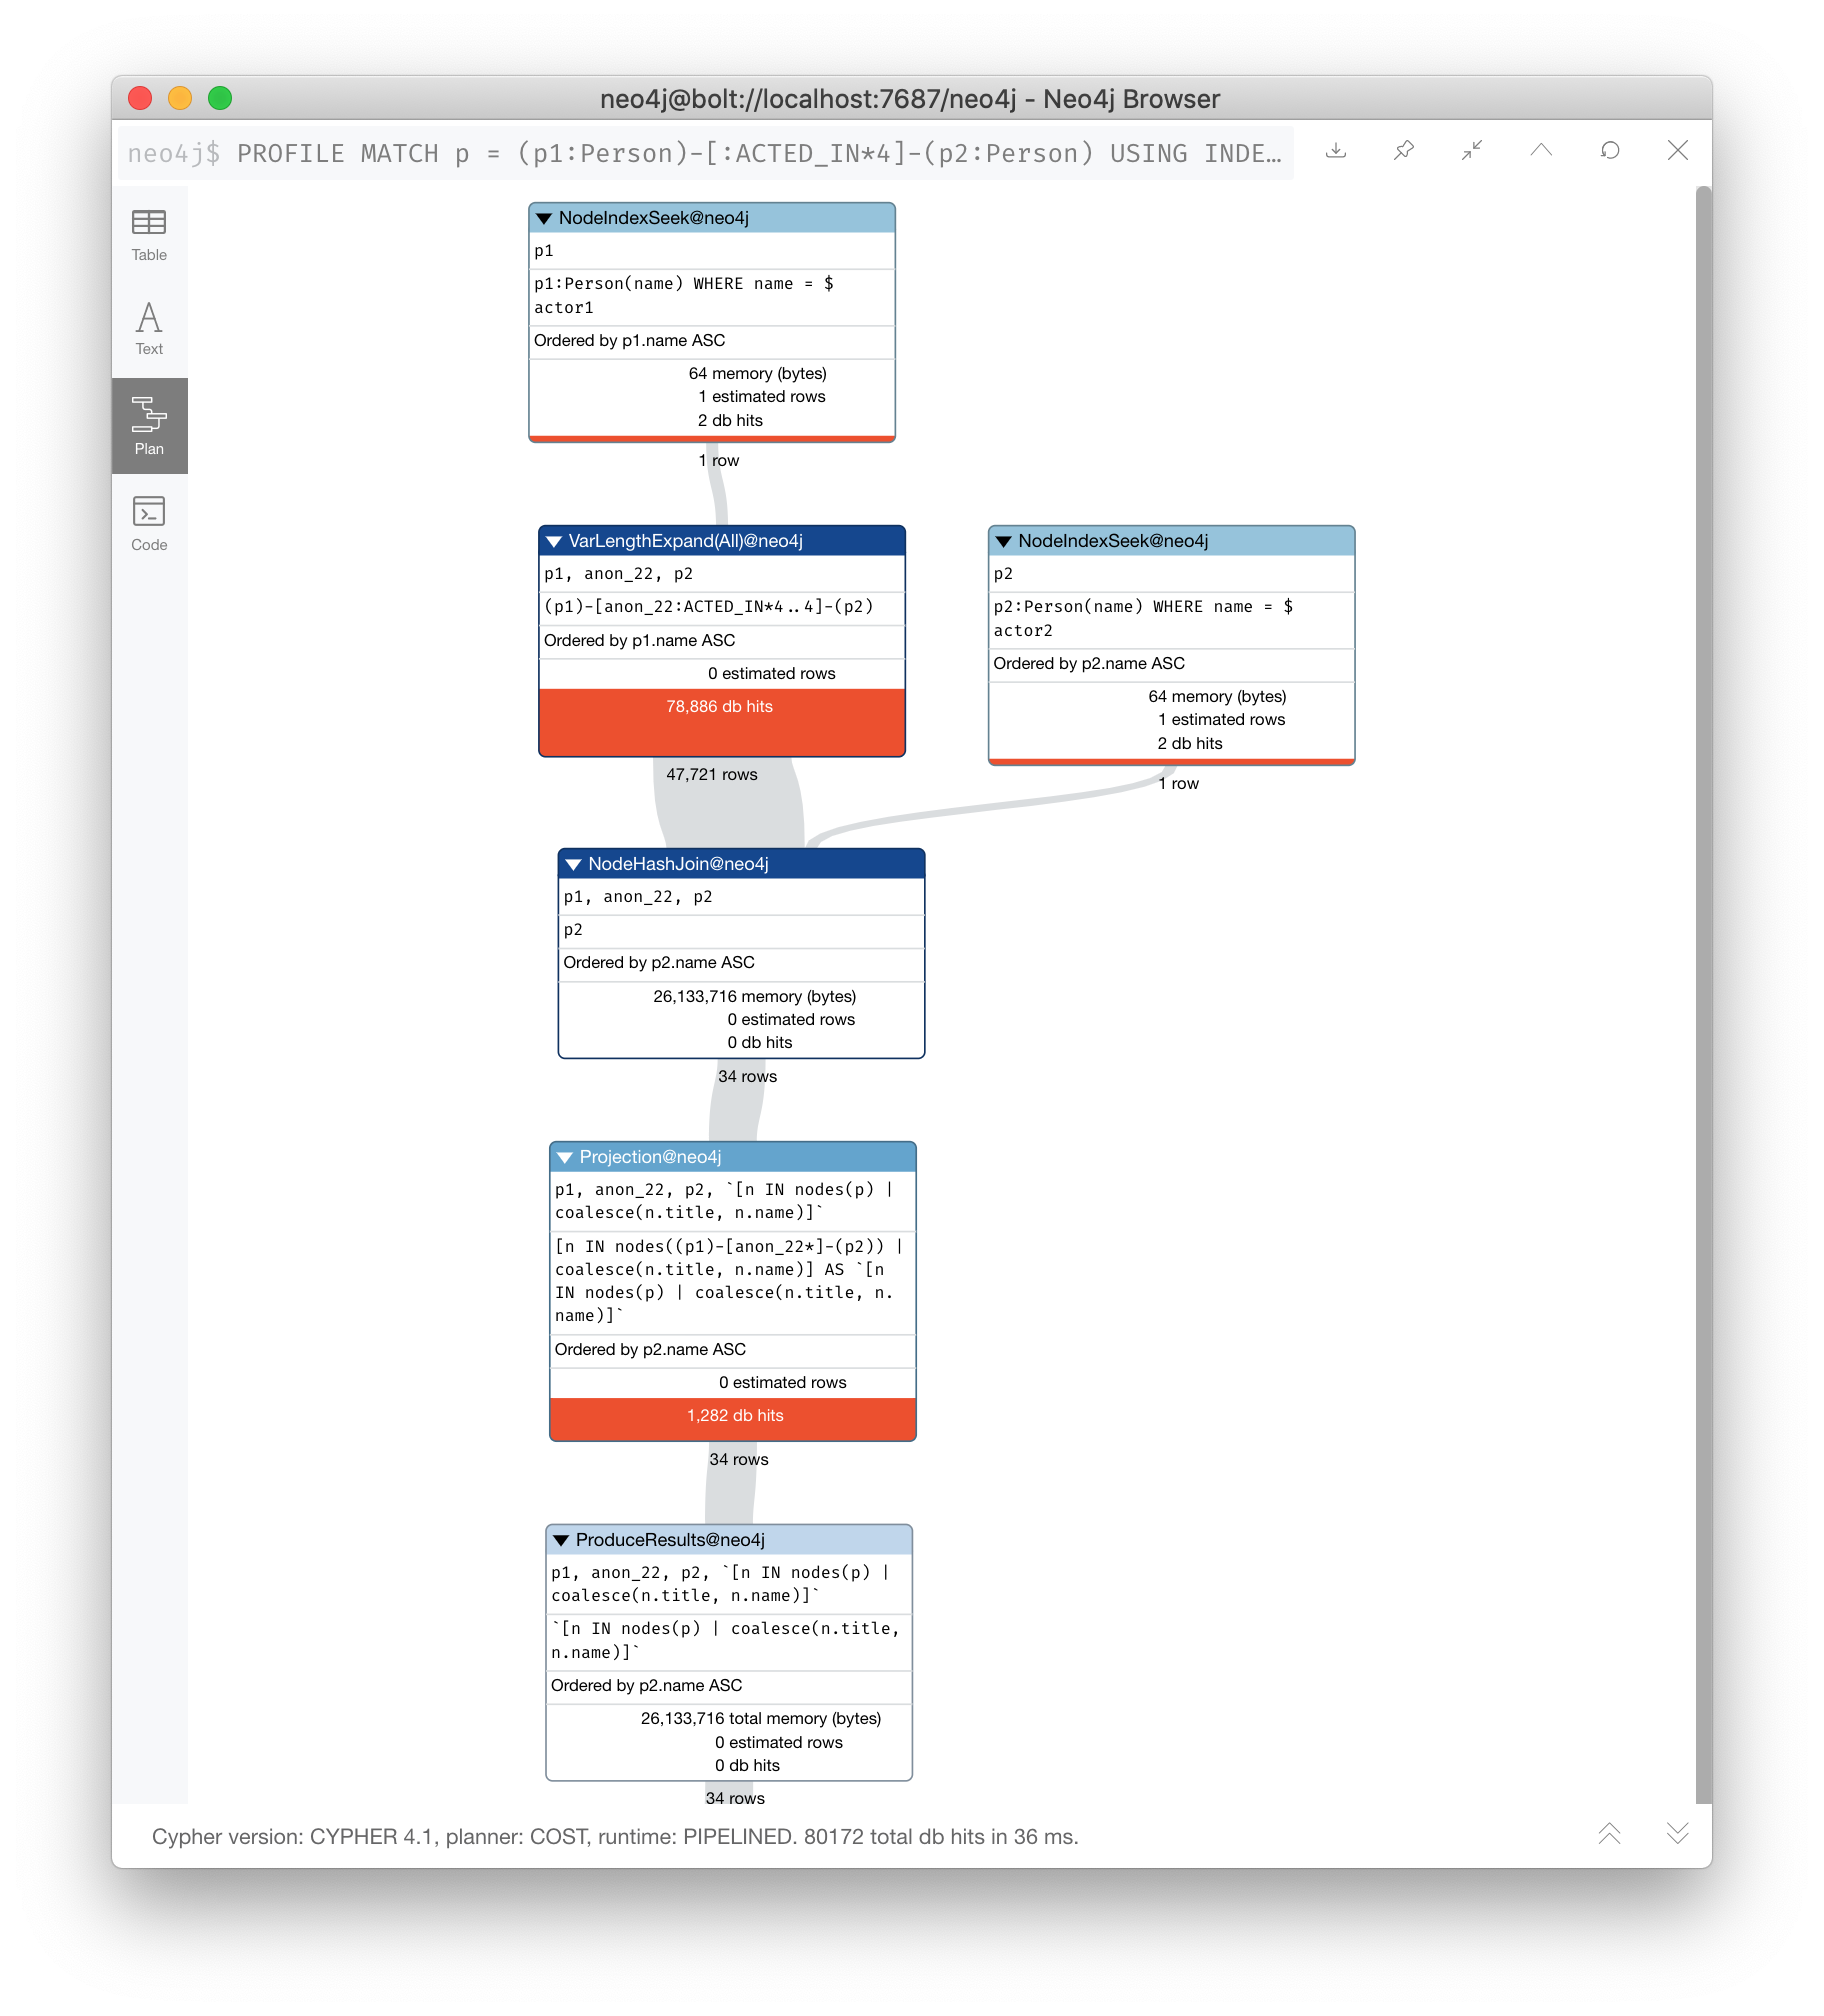 neo4j@bolt://localhost:7687/neo4j - Neo4j Browser
neo4j$ PROFILE MATCH p = (p1:Person)-[:ACTED_IN*4]-(p2:Person) USING INDE…
Table
Text
Plan
Code
NodeIndexSeek@neo4j
p1
p1:Person(name) WHERE name = $
actor1
Ordered by p1.name ASC
64 memory (bytes)
1 estimated rows
2 db hits
1 row
VarLengthExpand(All)@neo4j
p1, anon_22, p2
(p1)-[anon_22:ACTED_IN*4..4]-(p2)
Ordered by p1.name ASC
0 estimated rows
78,886 db hits
47,721 rows
NodeIndexSeek@neo4j
p2
p2:Person(name) WHERE name = $
actor2
Ordered by p2.name ASC
64 memory (bytes)
1 estimated rows
2 db hits
1 row
NodeHashJoin@neo4j
p1, anon_22, p2
p2
Ordered by p2.name ASC
26,133,716 memory (bytes)
0 estimated rows
0 db hits
34 rows
Projection@neo4j
p1, anon_22, p2, `[n IN nodes(p) |
coalesce(n.title, n.name)]`
[n IN nodes((p1)-[anon_22*]-(p2)) |
coalesce(n.title, n.name)] AS `[n
IN nodes(p) | coalesce(n.title, n.
name)]`
Ordered by p2.name ASC
0 estimated rows
1,282 db hits
34 rows
ProduceResults@neo4j
p1, anon_22, p2, `[n IN nodes(p) |
coalesce(n.title, n.name)]`
`[n IN nodes(p) | coalesce(n.title,
n.name)]`
Ordered by p2.name ASC
26,133,716 total memory (bytes)
0 estimated rows
0 db hits
34 rows
Cypher version: CYPHER 4.1, planner: COST, runtime: PIPELINED. 80172 total db hits in 36 ms.